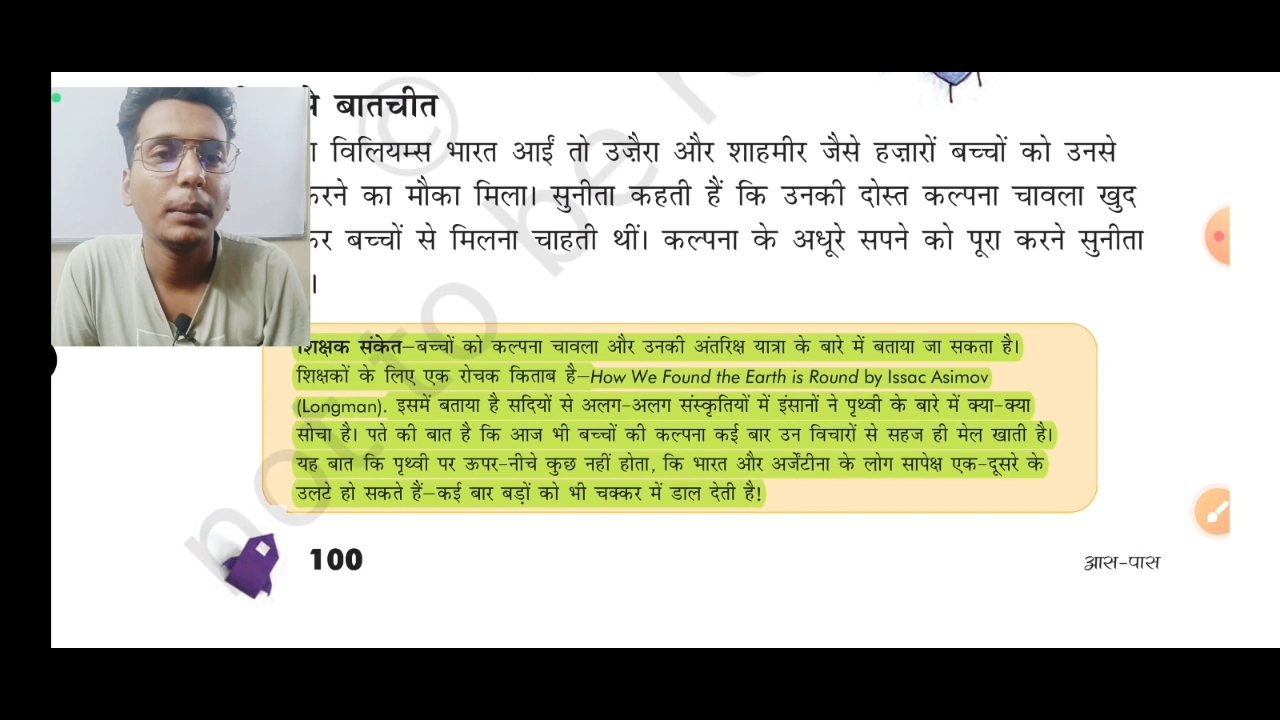 से बातचीत
विलियम्स भारत आईं तो उज़ैरा और शाहमीर जैसे हज़ारों बच्चों को उनसे
करने का मौका मिला। सुनीता कहती हैं कि उनकी दोस्त कल्पना चावला खुद
बच्चों से मिलना चाहती थीं। कल्पना के अधूरे सपने को पूरा करने सुनीता
शिक्षक संकेत–बच्चों को कल्पना चावला और उनकी अंतरिक्ष यात्रा के बारे में बताया जा सकता है।
शिक्षकों के लिए एक रोचक किताब है–How We Found the Earth is Round by Issac Asimov
(Longman). इसमें बताया है सदियों से अलग-अलग संस्कृतियों में इंसानों ने पृथ्वी के बारे में क्या-क्या
सोचा है। पते की बात है कि आज भी बच्चों की कल्पना कई बार उन विचारों से सहज ही मेल खाती है।
यह बात कि पृथ्वी पर ऊपर-नीचे कुछ नहीं होता, कि भारत और अर्जेंटीना के लोग सापेक्ष एक-दूसरे के
उलटे हो सकते हैं–कई बार बड़ों को भी चक्कर में डाल देती है!
100
आस-पास
© not to be r